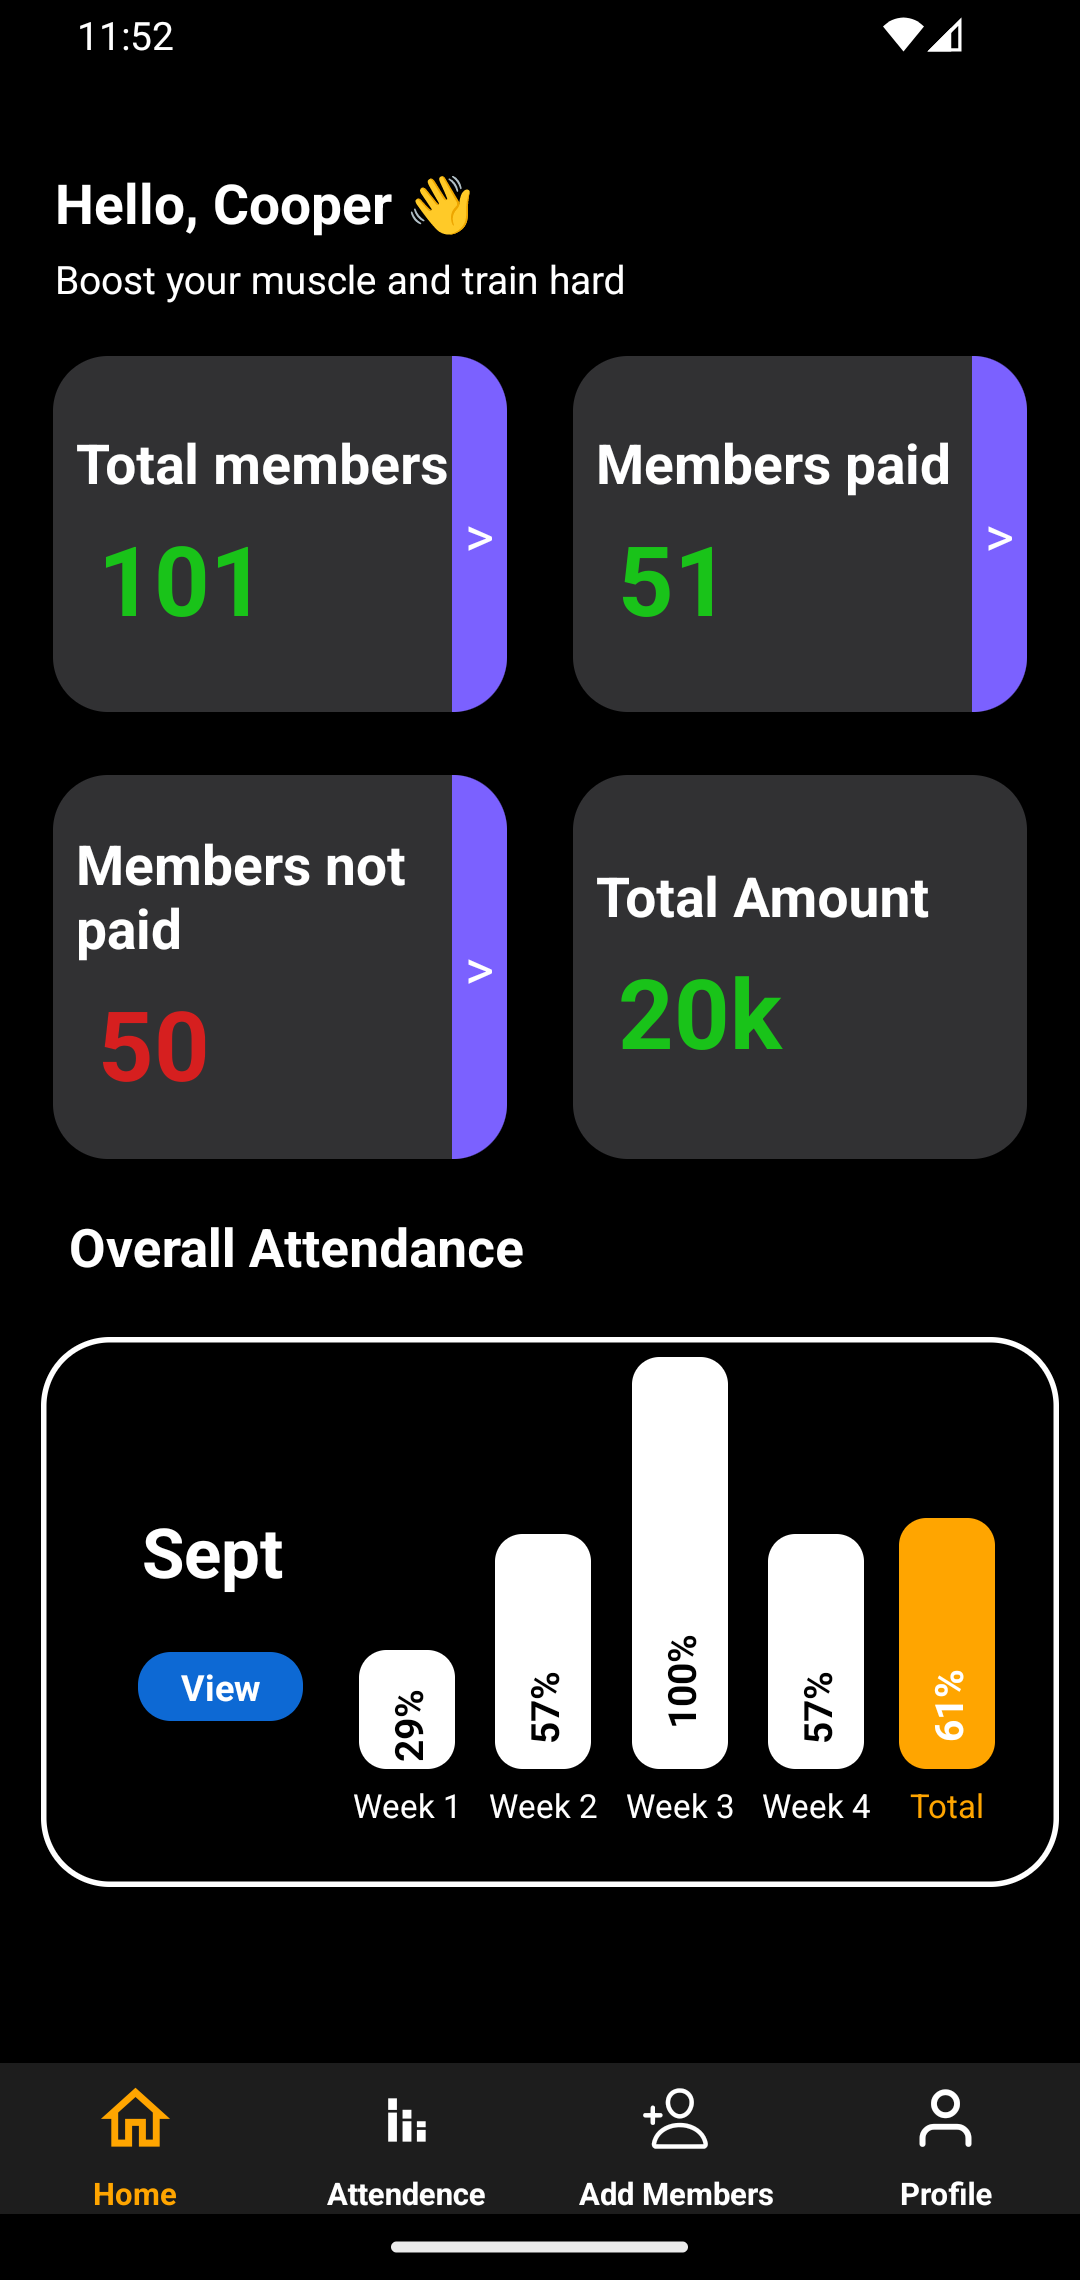 11:52
Hello, Cooper 👋
Boost your muscle and train hard
Total members
101
>
Members paid
51
>
Members not
paid
50
>
Total Amount
20k
Overall Attendance
Sept
View
29%
57%
100%
57%
61%
Week 1
Week 2
Week 3
Week 4
Total
Home
Attendence
Add Members
Profile